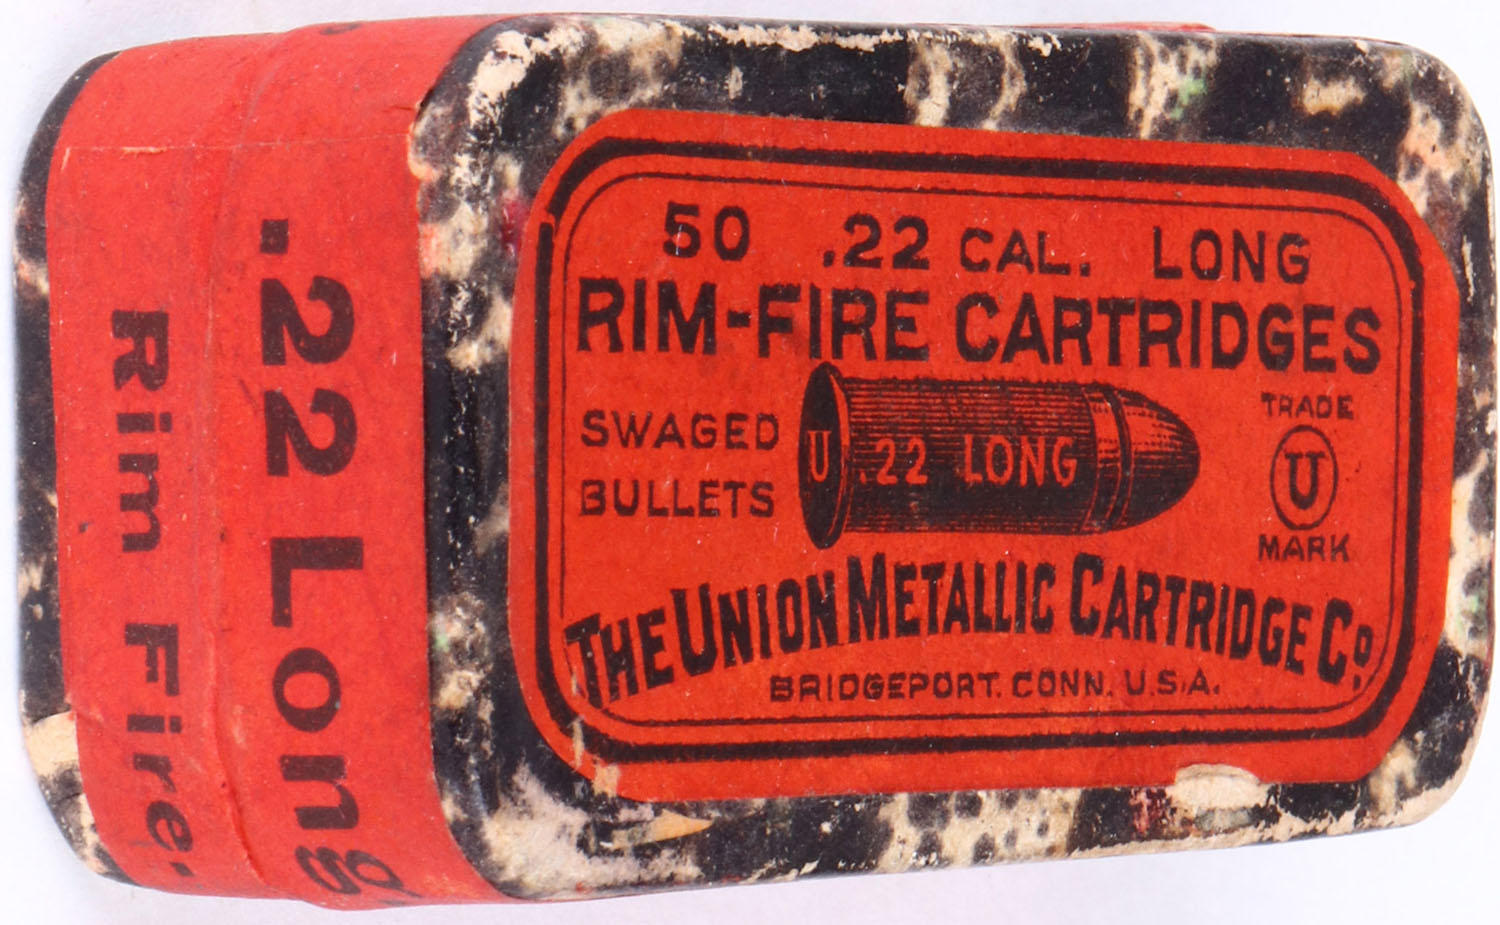 50 .22 CAL. LONG
RIM-FIRE CARTRIDGES
SWAGED
BULLETS
U .22 LONG
TRADE
U
MARK
THE UNION METALLIC CARTRIDGE CO.
BRIDGEPORT. CONN. U.S.A.
.22 Long
Rim Fire.